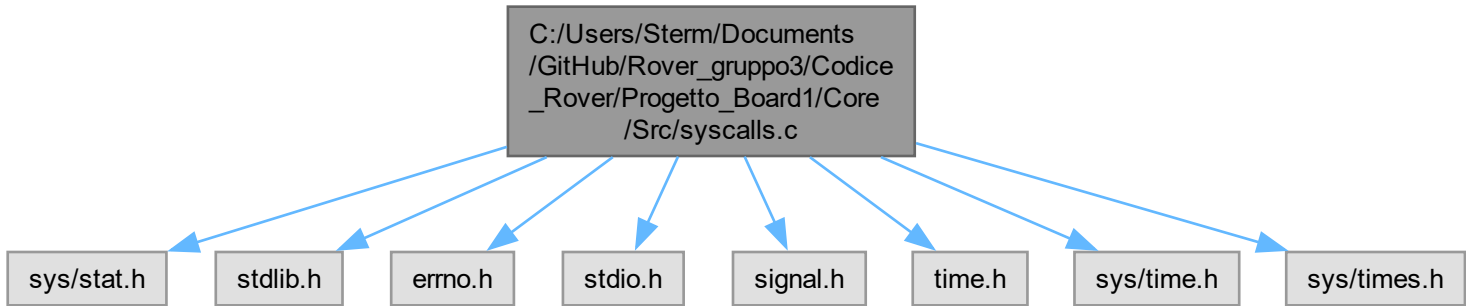 C:/Users/Sterm/Documents
/GitHub/Rover_gruppo3/Codice
_Rover/Progetto_Board1/Core
/Src/syscalls.c
sys/stat.h
stdlib.h
errno.h
stdio.h
signal.h
time.h
sys/time.h
sys/times.h